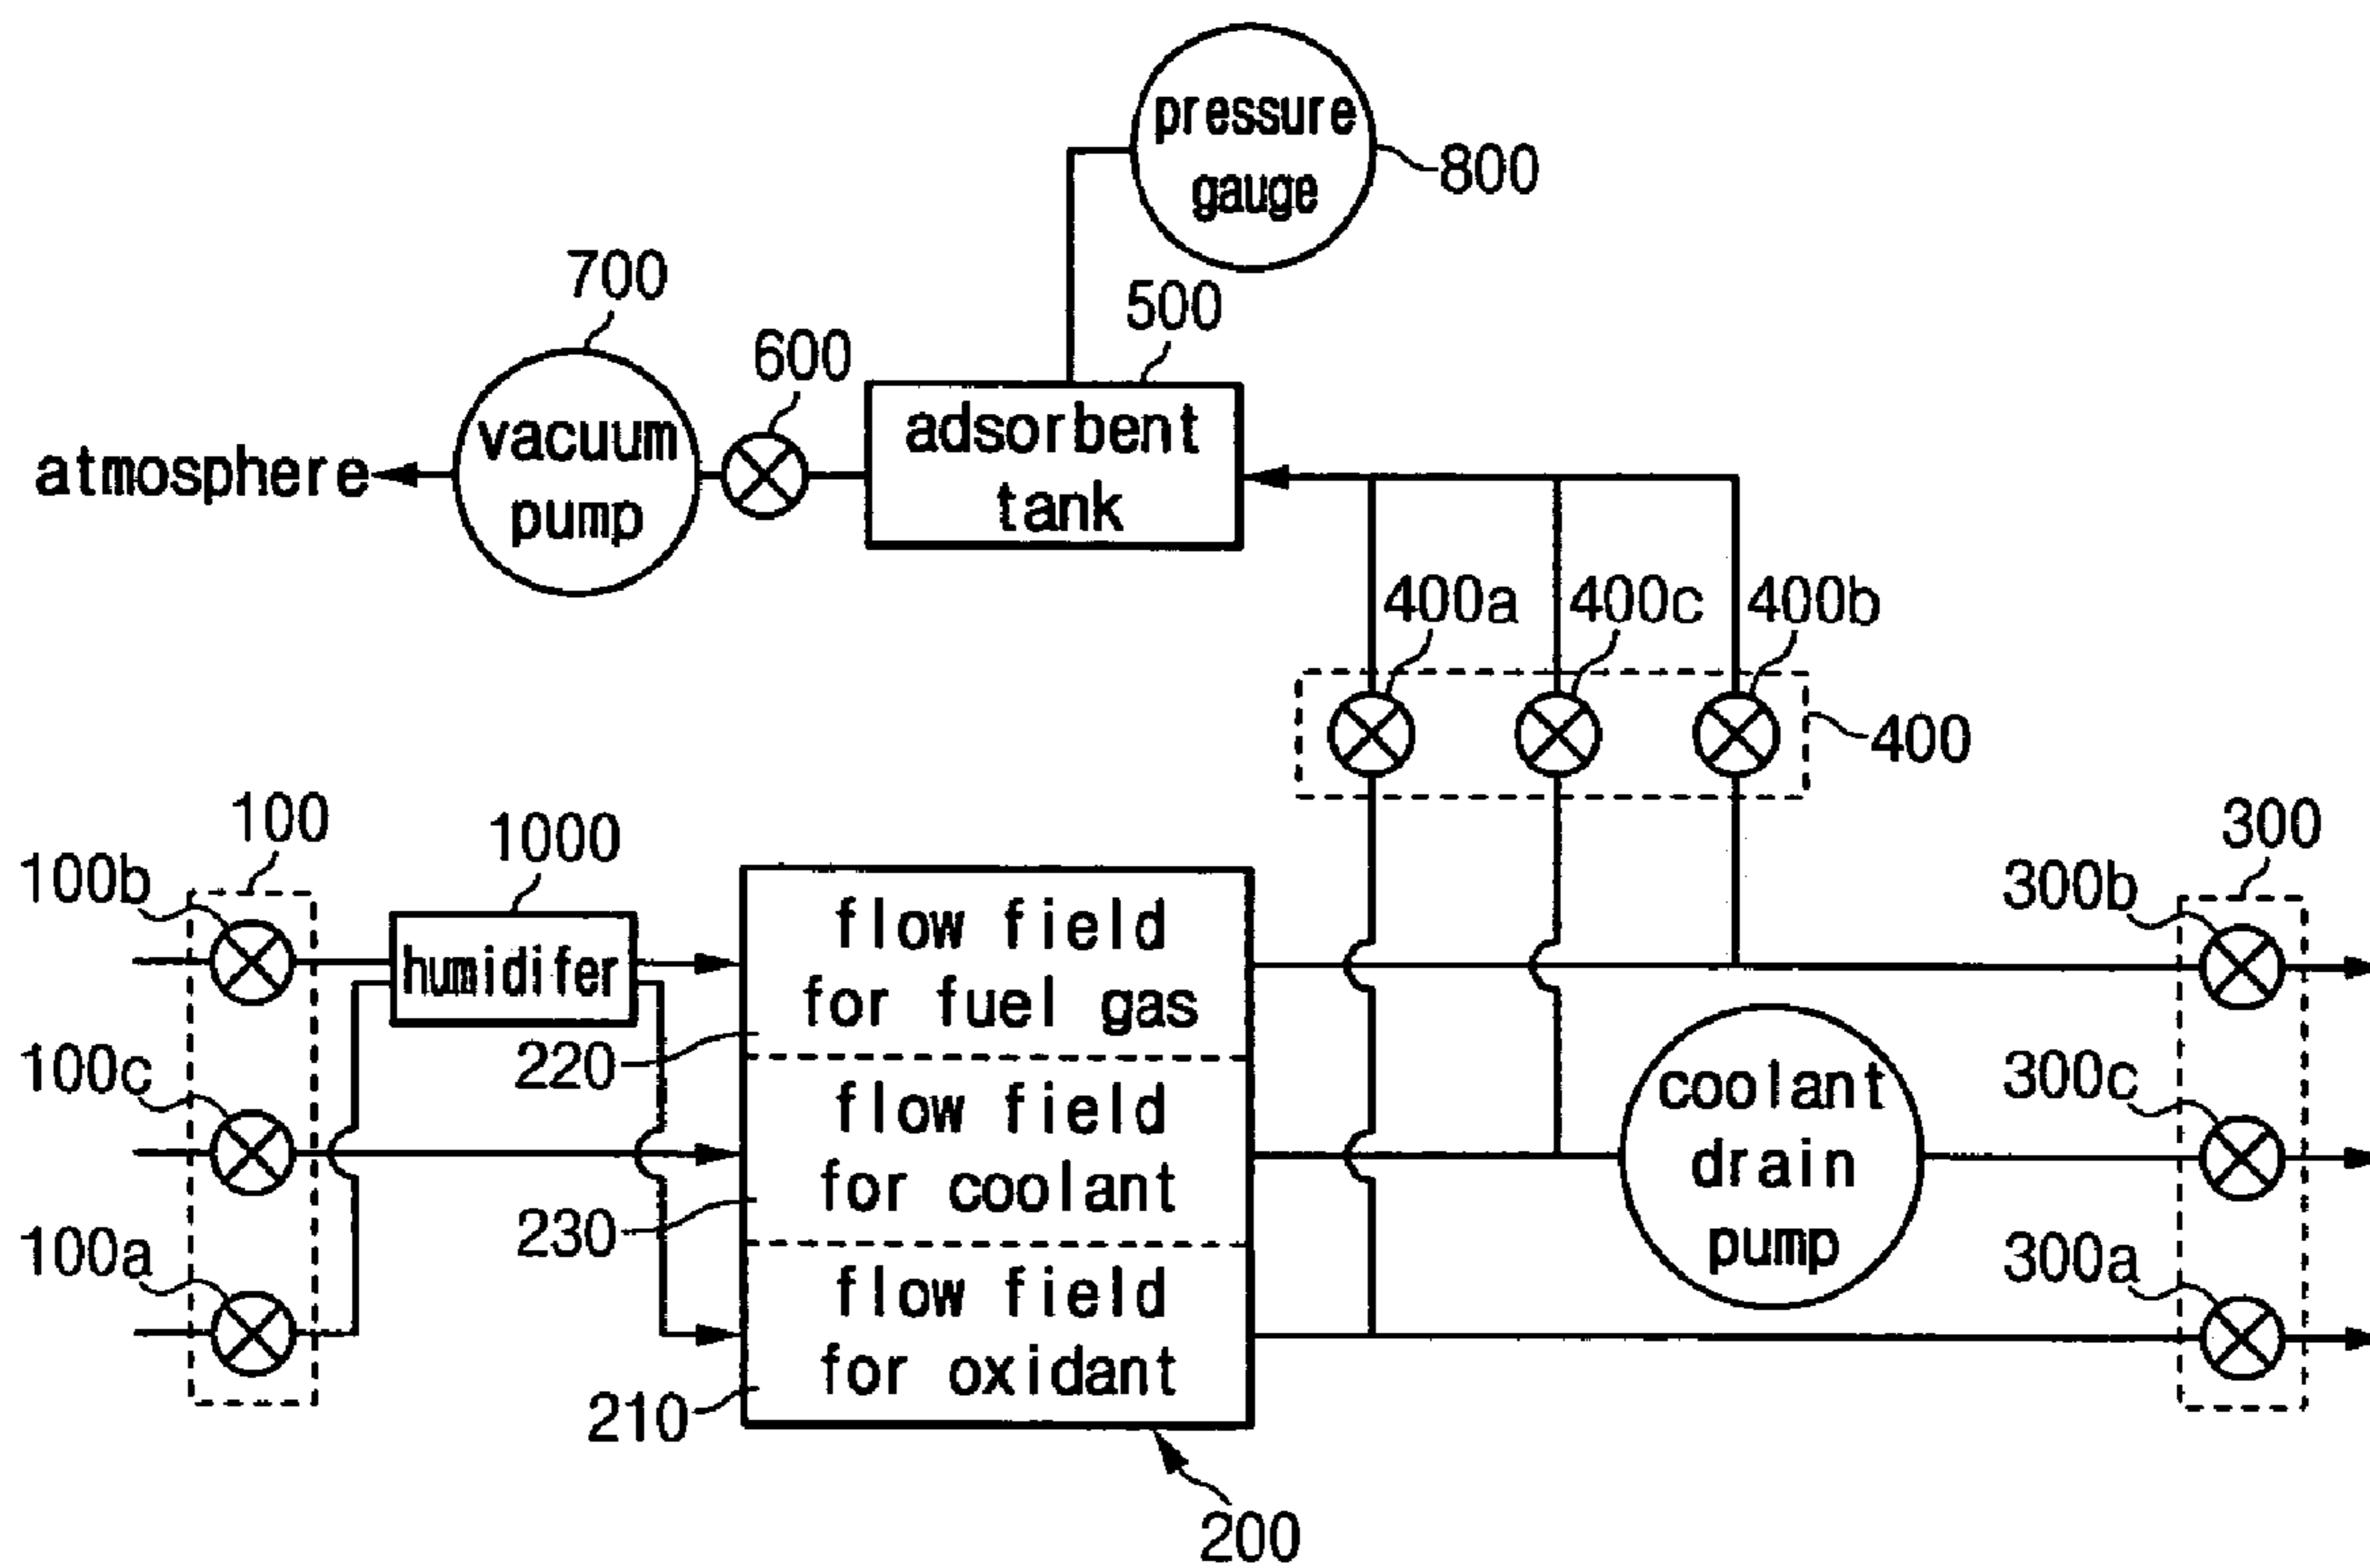 pressure
gauge
800
700
500
600
adsorbent
tank
vacuum
pump
atmosphere
400a
400c
400b
400
100
1000
300
100b
300b
humidifer
flow field
for fuel gas
220
100c
300c
flow field
for coolant
230
coolant
drain
pump
100a
300a
flow field
for oxidant
210
200